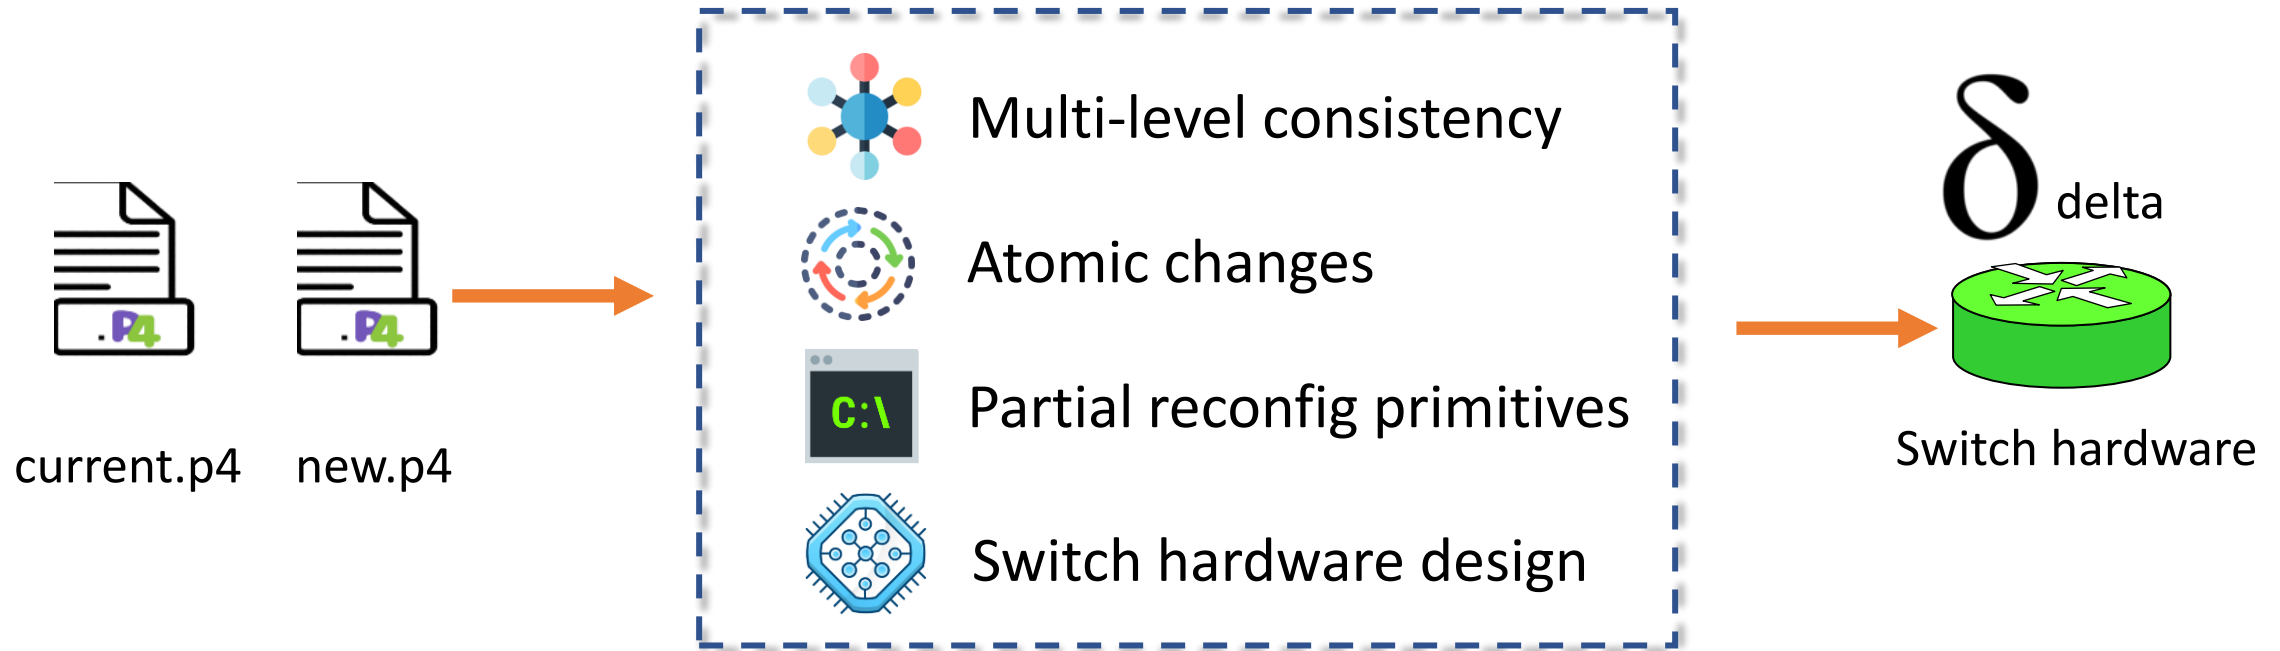 .P4
current.p4
.P4
new.p4
Multi-level consistency
Atomic changes
C:\
Partial reconfig primitives
Switch hardware design
δ
delta
Switch hardware